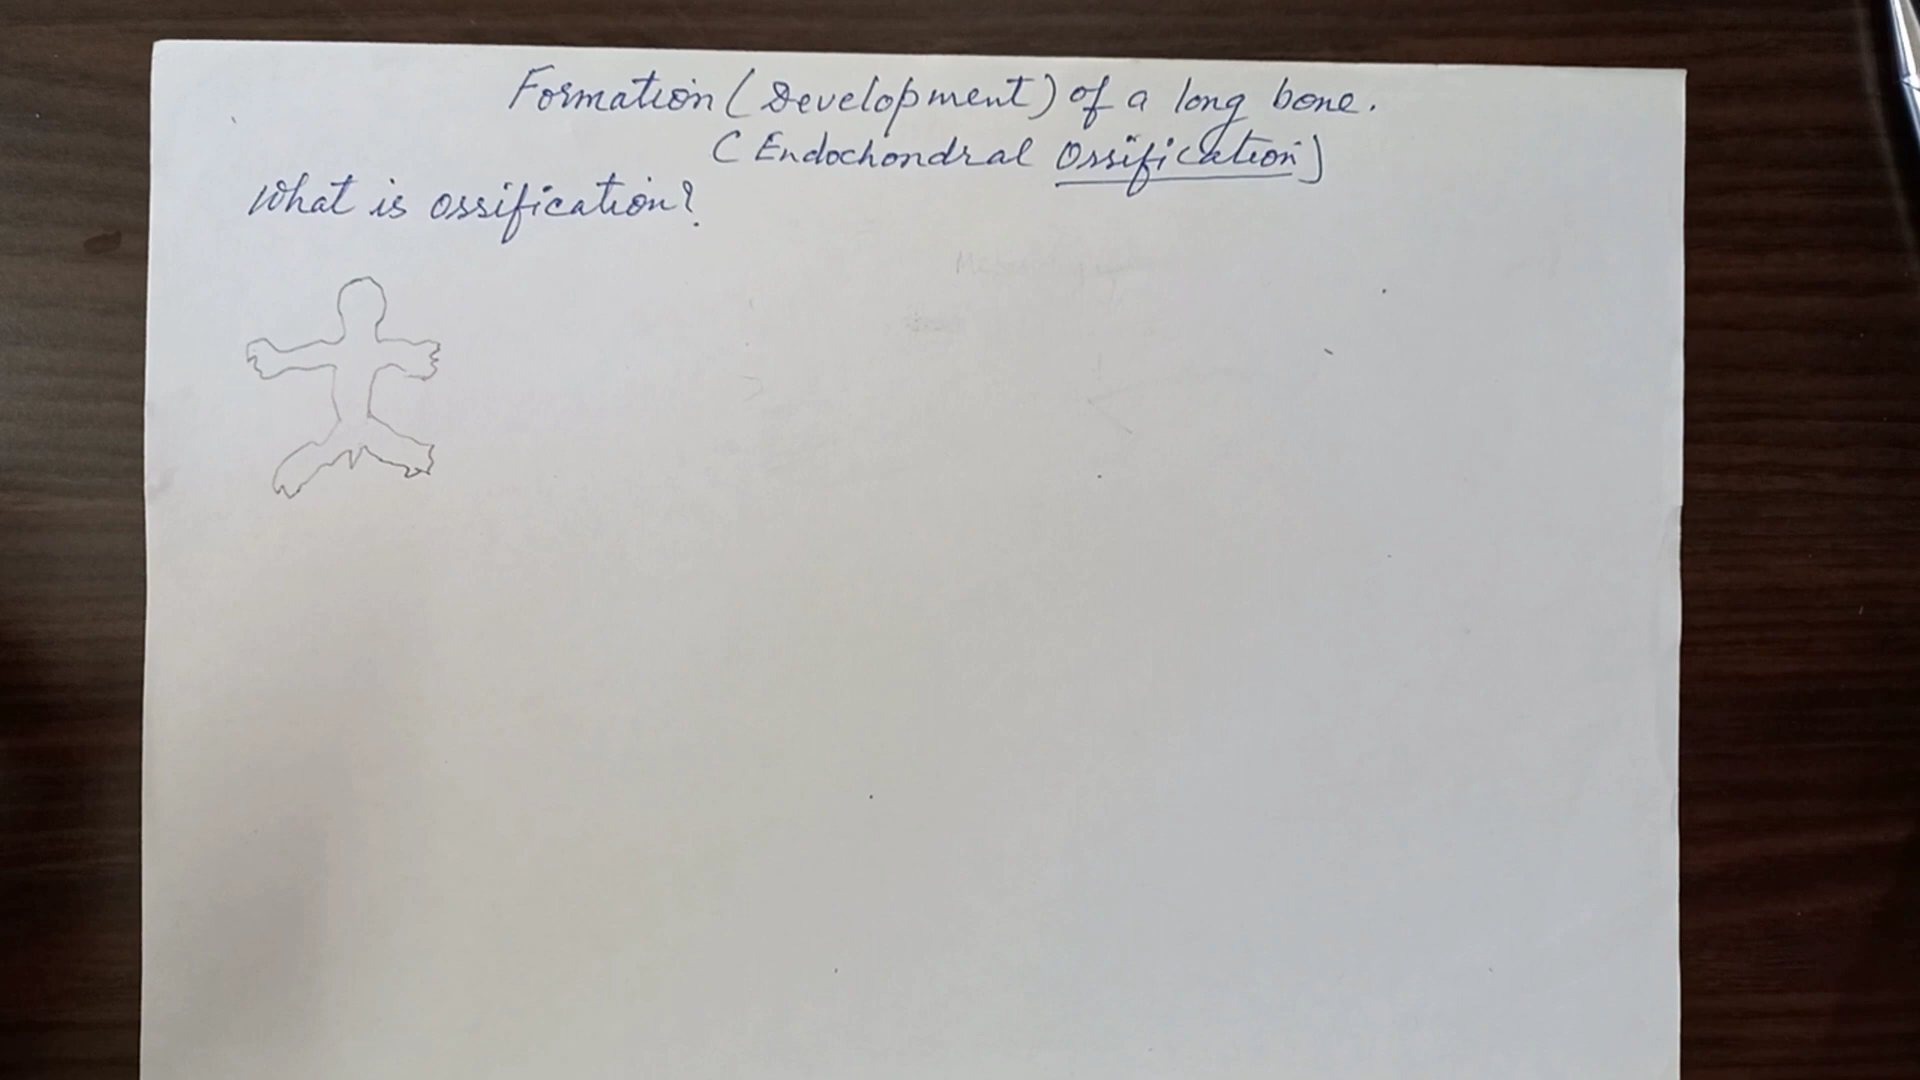 Formation (Development) of a long bone.
(Endochondral Ossification)
What is ossification?